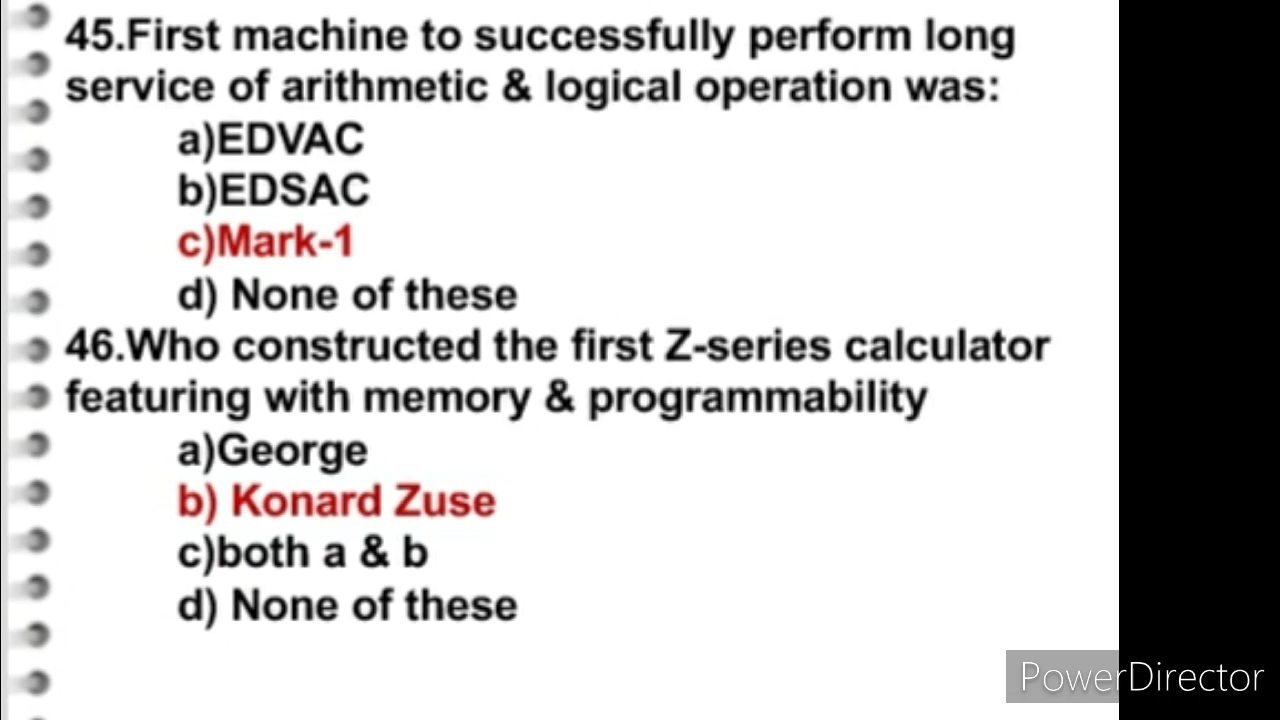 45.First machine to successfully perform long
service of arithmetic & logical operation was:
a)EDVAC
b)EDSAC
c)Mark-1
d) None of these
46.Who constructed the first Z-series calculator
featuring with memory & programmability
a)George
b) Konard Zuse
c)both a & b
d) None of these
PowerDirector